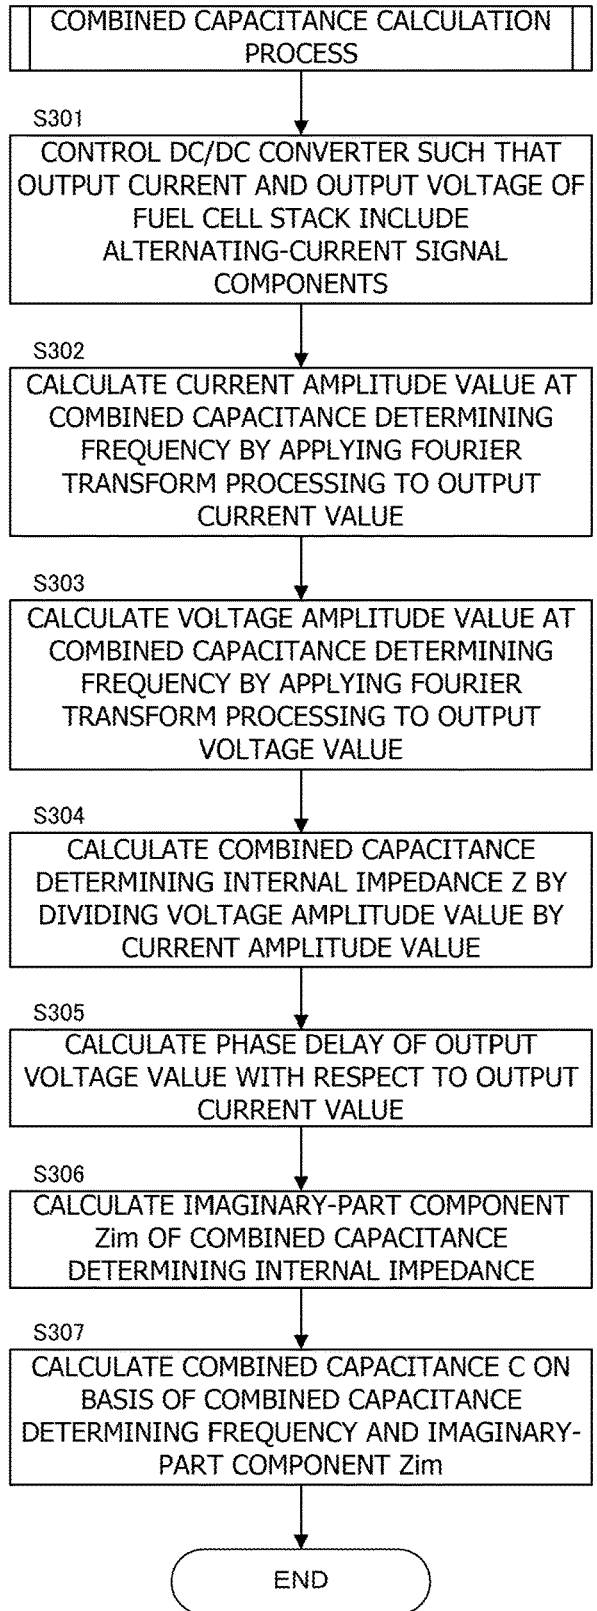 COMBINED CAPACITANCE CALCULATION
PROCESS
S301
CONTROL DC/DC CONVERTER SUCH THAT
OUTPUT CURRENT AND OUTPUT VOLTAGE OF
FUEL CELL STACK INCLUDE
ALTERNATING-CURRENT SIGNAL
COMPONENTS
S302
CALCULATE CURRENT AMPLITUDE VALUE AT
COMBINED CAPACITANCE DETERMINING
FREQUENCY BY APPLYING FOURIER
TRANSFORM PROCESSING TO OUTPUT
CURRENT VALUE
S303
CALCULATE VOLTAGE AMPLITUDE VALUE AT
COMBINED CAPACITANCE DETERMINING
FREQUENCY BY APPLYING FOURIER
TRANSFORM PROCESSING TO OUTPUT
VOLTAGE VALUE
S304
CALCULATE COMBINED CAPACITANCE
DETERMINING INTERNAL IMPEDANCE Z BY
DIVIDING VOLTAGE AMPLITUDE VALUE BY
CURRENT AMPLITUDE VALUE
S305
CALCULATE PHASE DELAY OF OUTPUT
VOLTAGE VALUE WITH RESPECT TO OUTPUT
CURRENT VALUE
S306
CALCULATE IMAGINARY-PART COMPONENT
Zim OF COMBINED CAPACITANCE
DETERMINING INTERNAL IMPEDANCE
S307
CALCULATE COMBINED CAPACITANCE C ON
BASIS OF COMBINED CAPACITANCE
DETERMINING FREQUENCY AND IMAGINARY-
PART COMPONENT Zim
END